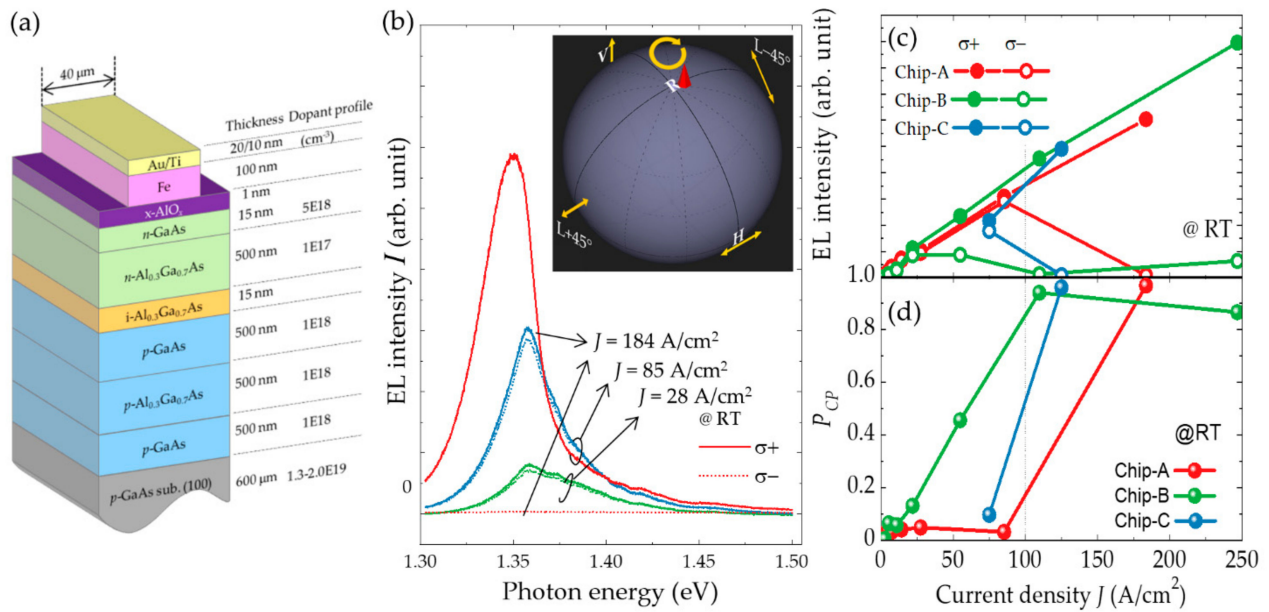 (a)
40 μm
Thickness Dopant profile
(cm⁻³)
20/10 nm
Au/Ti
100 nm
Fe
1 nm
x-AlOₓ
15 nm 5E18
n-GaAs
500 nm 1E17
n-Al₀.₃Ga₀.₇As
15 nm
i-Al₀.₃Ga₀.₇As
500 nm 1E18
p-GaAs
500 nm 1E18
p-Al₀.₃Ga₀.₇As
500 nm 1E18
p-GaAs
600 μm 1.3-2.0E19
p-GaAs sub. (100)
(b)
EL intensity I (arb. unit)
V
L−45°
R
L+45°
H
J = 184 A/cm²
J = 85 A/cm²
J = 28 A/cm²
@ RT
σ+
σ−
0
1.30 1.35 1.40 1.45 1.50
Photon energy (eV)
(c)
EL intensity (arb. unit)
σ+ σ−
Chip-A
Chip-B
Chip-C
@ RT
(d)
P_CP
1.0
0.8
0.6
0.4
0.2
0
@RT
Chip-A
Chip-B
Chip-C
0 50 100 150 200 250
Current density J (A/cm²)